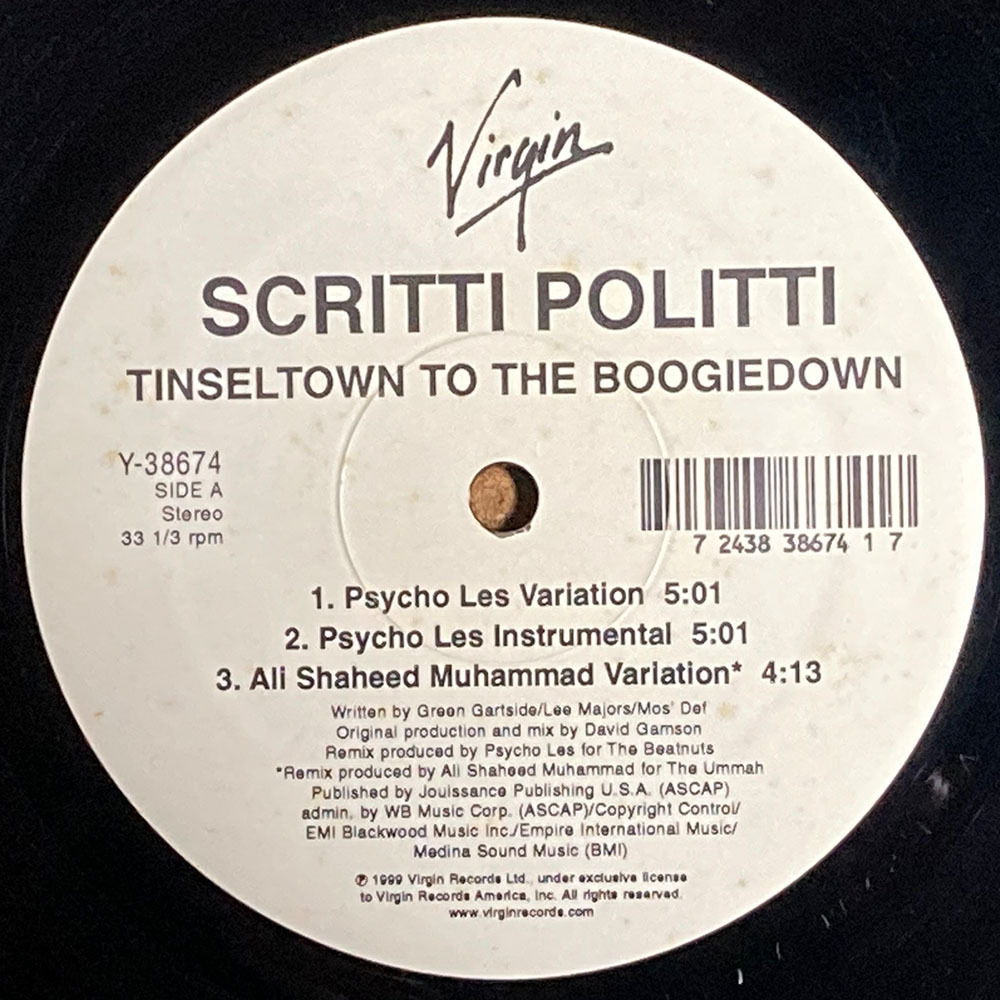 Virgin
SCRITTI POLITTI
TINSELTOWN TO THE BOOGIEDOWN
Y-38674
SIDE A
Stereo
33 1/3 rpm
7 2438 38674 1 7
1. Psycho Les Variation 5:01
2. Psycho Les Instrumental 5:01
3. Ali Shaheed Muhammad Variation* 4:13
Written by Green Gartside/Lee Majors/Mos' Def
Original production and mix by David Gamson
Remix produced by Psycho Les for The Beatnuts
*Remix produced by Ali Shaheed Muhammad for The Ummah
Published by Jouissance Publishing U.S.A. (ASCAP)
admin. by WB Music Corp. (ASCAP)/Copyright Control/
EMI Blackwood Music Inc./Empire International Music/
Medina Sound Music (BMI)
℗ 1999 Virgin Records Ltd., under exclusive license
to Virgin Records America, Inc. All rights reserved.
www.virginrecords.com